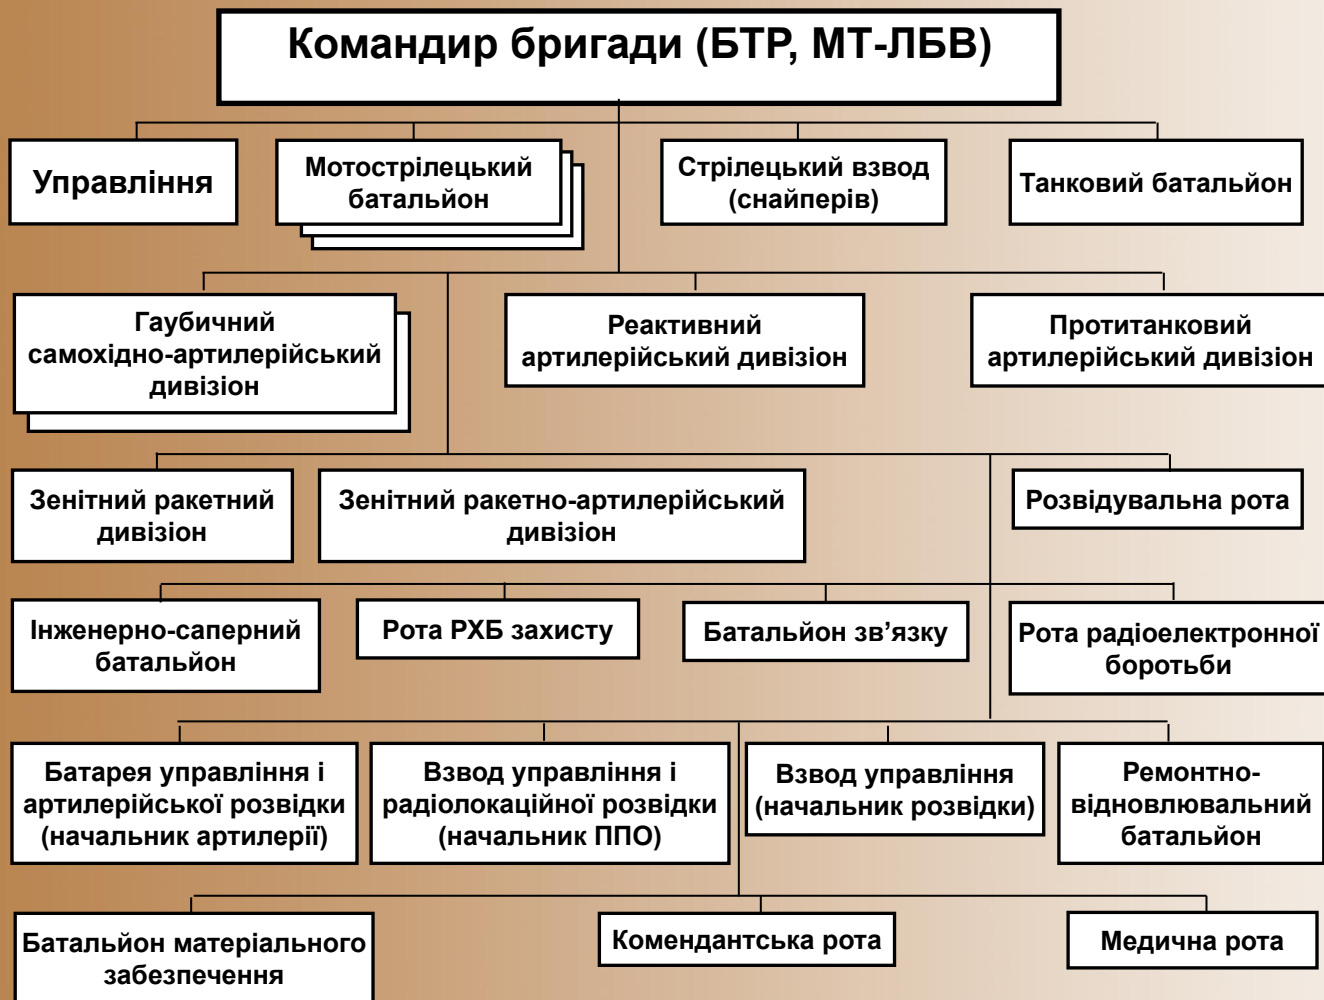 Командир бригади (БТР, МТ-ЛБВ)
Управління
Мотострілецький
батальйон
Стрілецький взвод
(снайперів)
Танковий батальйон
Гаубичний
самохідно-артилерійський
дивізіон
Реактивний
артилерійський дивізіон
Протитанковий
артилерійський дивізіон
Зенітний ракетний
дивізіон
Зенітний ракетно-артилерійський
дивізіон
Розвідувальна рота
Інженерно-саперний
батальйон
Рота РХБ захисту
Батальйон зв’язку
Рота радіоелектронної
боротьби
Батарея управління і
артилерійської розвідки
(начальник артилерії)
Взвод управління і
радіолокаційної розвідки
(начальник ППО)
Взвод управління
(начальник розвідки)
Ремонтно-
відновлювальний
батальйон
Батальйон матеріального
забезпечення
Комендантська рота
Медична рота